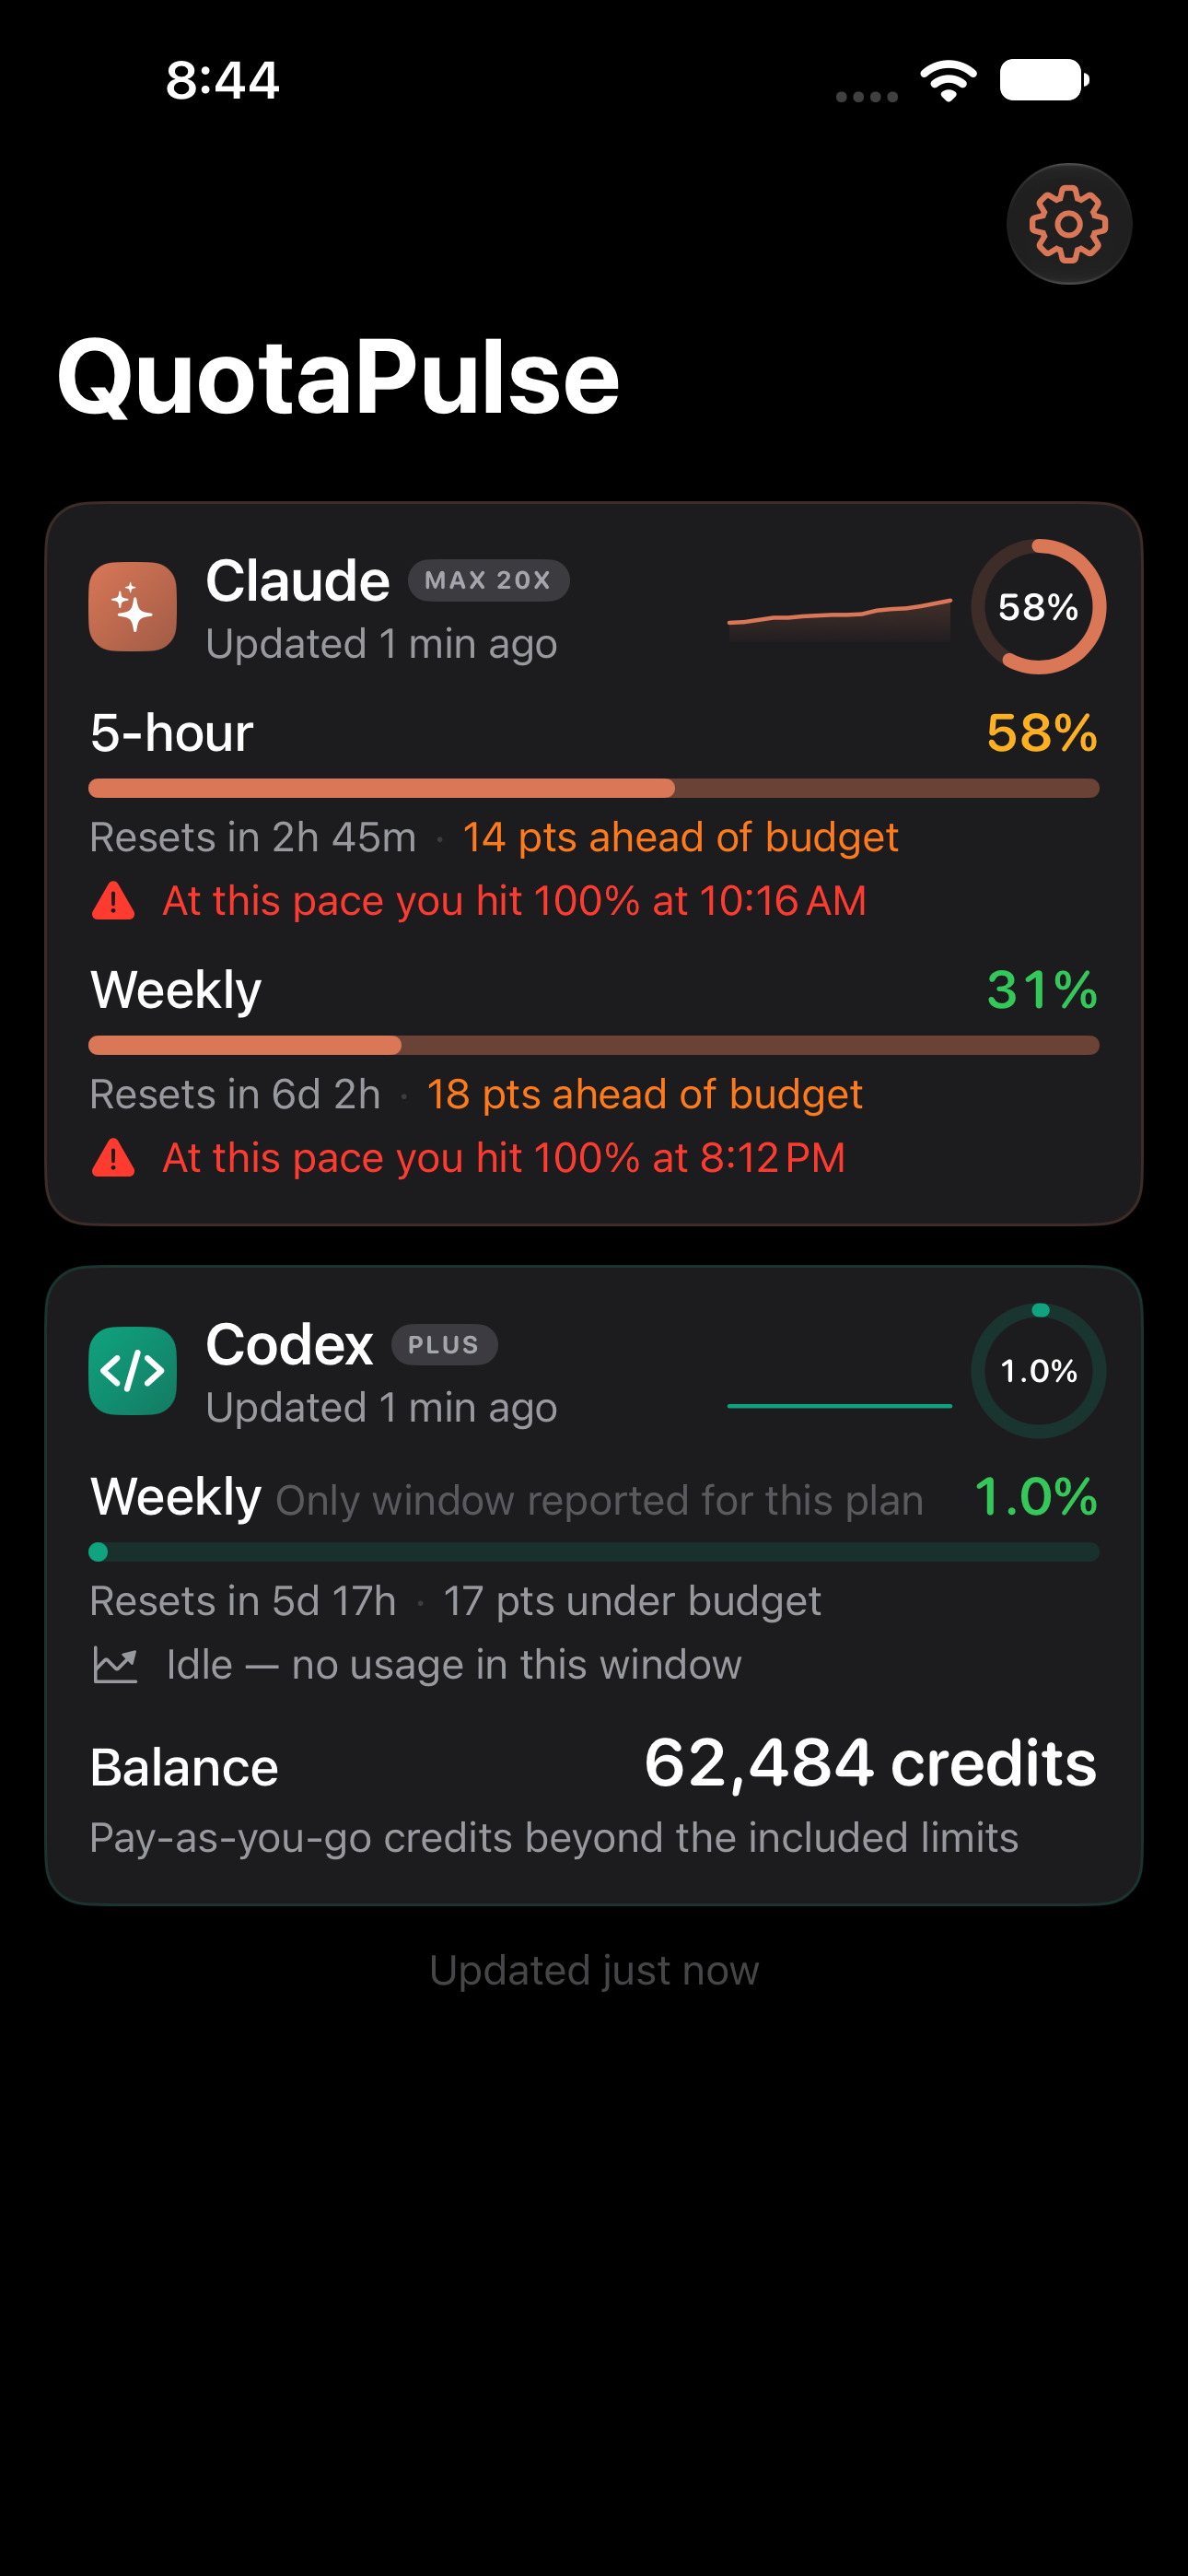 8:44
QuotaPulse
Claude MAX 20X
Updated 1 min ago
58%
5-hour 58%
Resets in 2h 45m · 14 pts ahead of budget
At this pace you hit 100% at 10:16 AM
Weekly 31%
Resets in 6d 2h · 18 pts ahead of budget
At this pace you hit 100% at 8:12 PM
Codex PLUS
Updated 1 min ago
1.0%
Weekly Only window reported for this plan 1.0%
Resets in 5d 17h · 17 pts under budget
Idle — no usage in this window
Balance 62,484 credits
Pay-as-you-go credits beyond the included limits
Updated just now